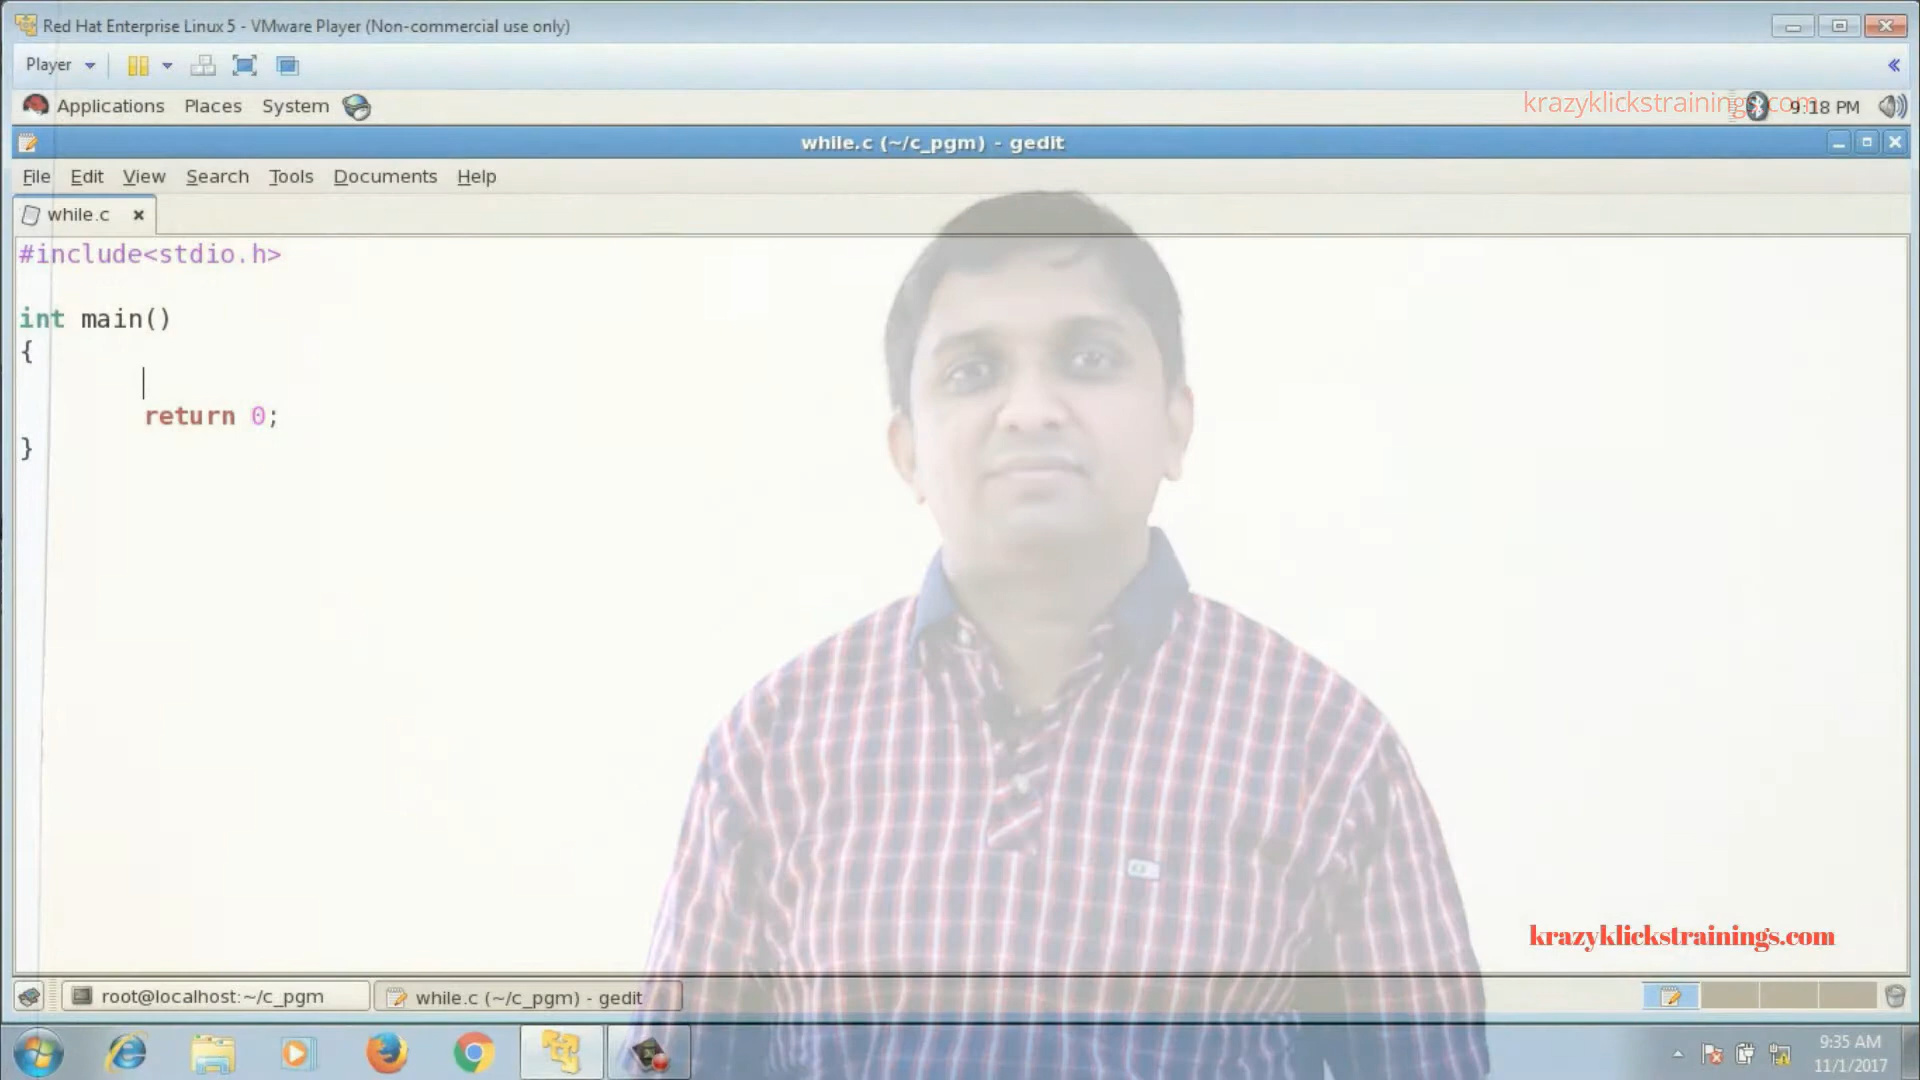 Red Hat Enterprise Linux 5 - VMware Player (Non-commercial use only)
Player
Applications Places System
krazyklickstrainings.com
9:18 PM
while.c (~/c_pgm) - gedit
File Edit View Search Tools Documents Help
while.c
#include<stdio.h>
int main()
{
return 0;
}
krazyklickstrainings.com
root@localhost:~/c_pgm
while.c (~/c_pgm) - gedit
9:35 AM
11/1/2017